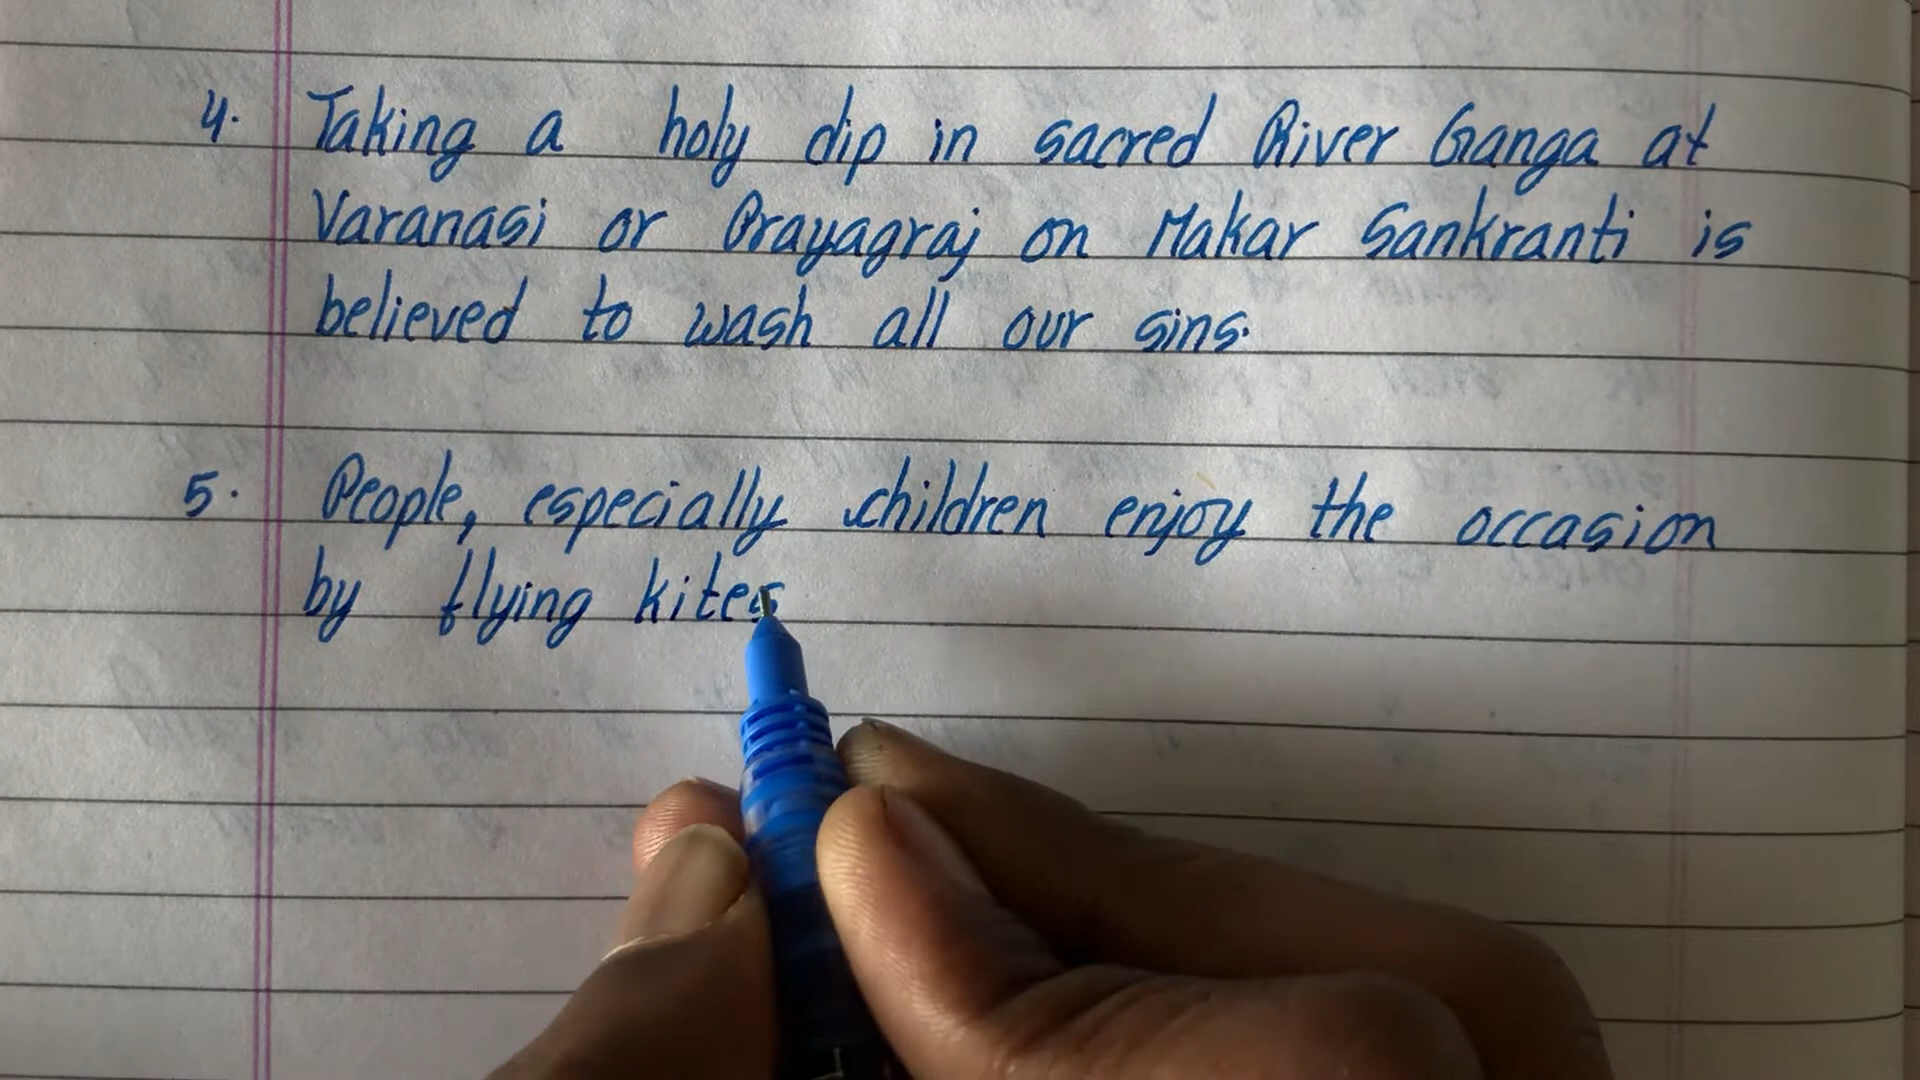 4. Taking a holy dip in sacred River Ganga at
Varanasi or Prayagraj on Makar Sankranti is
believed to wash all our sins.
5. People, especially children enjoy the occasion
by flying kites